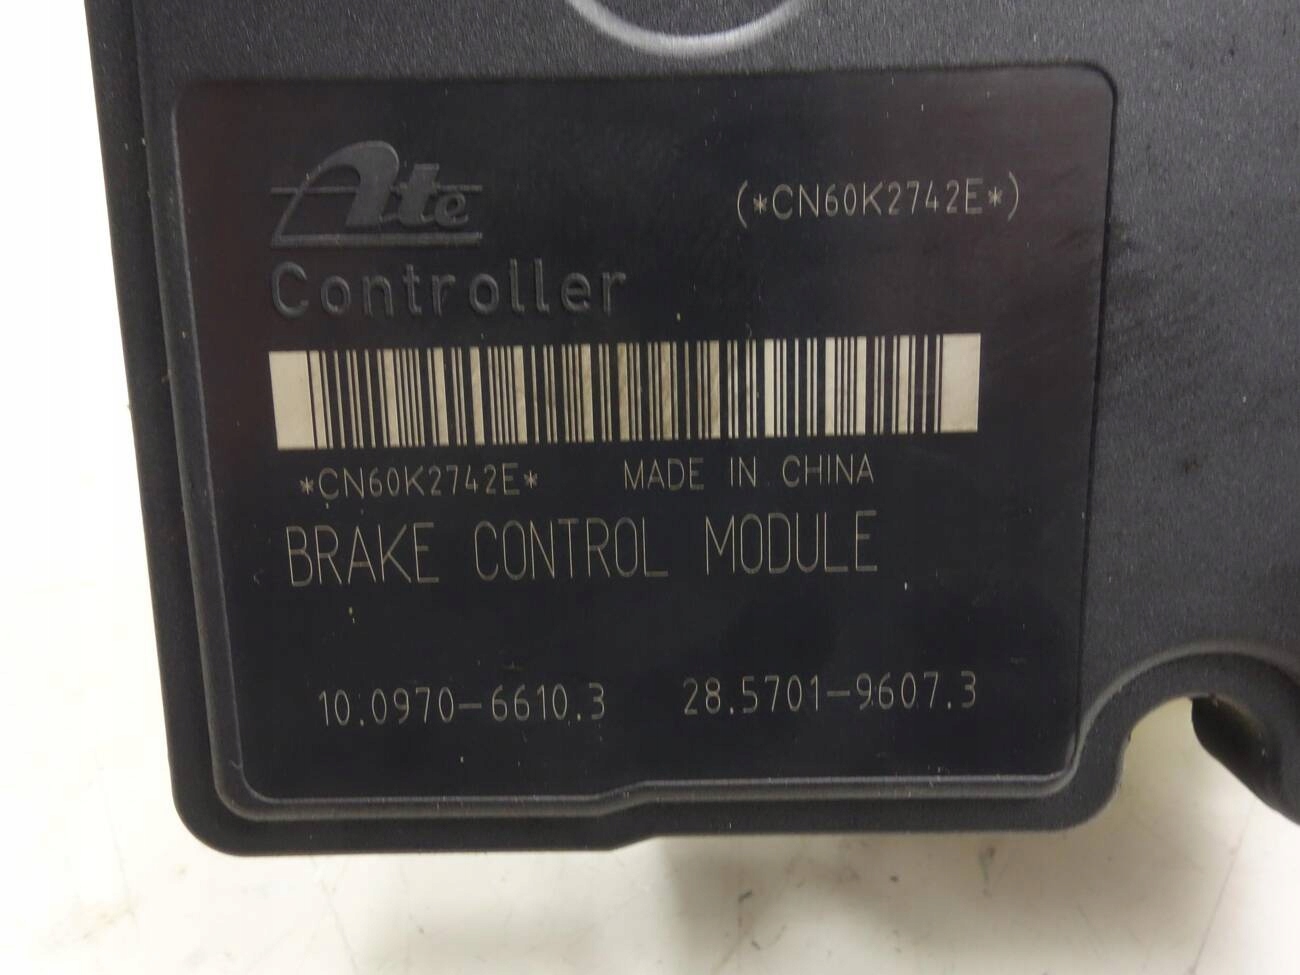 Ate
(*CN60K2742E*)
Controller
*CN60K2742E* MADE IN CHINA
BRAKE CONTROL MODULE
10.0970-6610.3 28.5701-9607.3